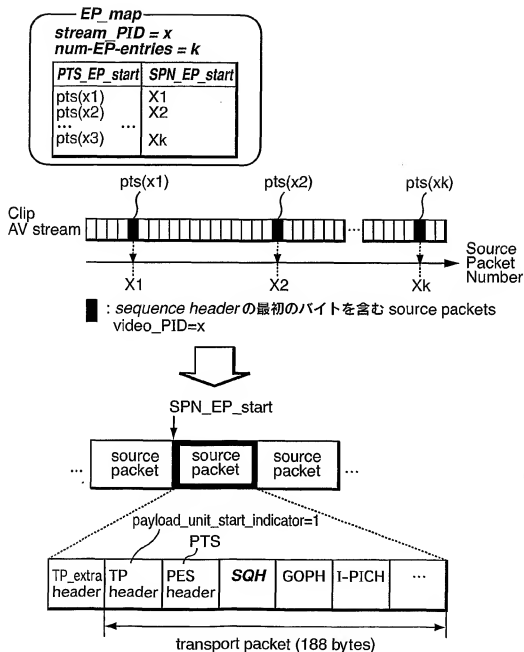 EP_map
stream_PID = x
num-EP-entries = k
PTS_EP_start SPN_EP_start
pts(x1) X1
pts(x2) X2
... ...
pts(x3) Xk
pts(x1) pts(x2) pts(xk)
Clip
AV stream
...
Source
Packet
Number
X1 X2 Xk
: sequence headerの最初のバイトを含む source packets
video_PID=x
SPN_EP_start
... source packet source packet source packet ...
payload_unit_start_indicator=1
PTS
TP_extra header TP header PES header SQH GOPH I-PICH ...
transport packet (188 bytes)